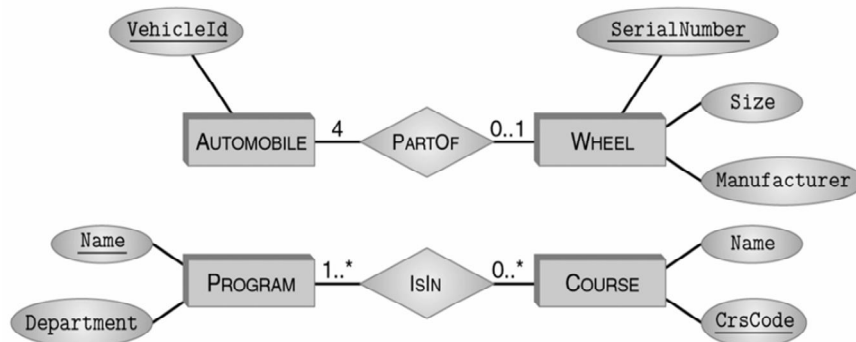 VehicleId
SerialNumber
Size
AUTOMOBILE 4 PARTOF 0..1 WHEEL
Manufacturer
Name
Name
PROGRAM 1..* ISIN 0..* COURSE
Department
CrsCode